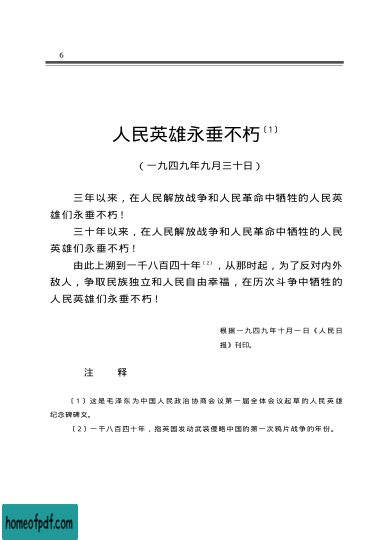 6
人民英雄永垂不朽〔1〕
（一九四九年九月三十日）
三年以来，在人民解放战争和人民革命中牺牲的人民英
雄们永垂不朽！
三十年以来，在人民解放战争和人民革命中牺牲的人民
英雄们永垂不朽！
由此上溯到一千八百四十年〔2〕，从那时起，为了反对内外
敌人，争取民族独立和人民自由幸福，在历次斗争中牺牲的
人民英雄们永垂不朽！
根据一九四九年十月一日《人民日
报》刊印。
注　释
〔1〕这是毛泽东为中国人民政治协商会议第一届全体会议起草的人民英雄
纪念碑碑文。
〔2〕一千八百四十年，指英国发动武装侵略中国的第一次鸦片战争的年份。
homeofpdf.com